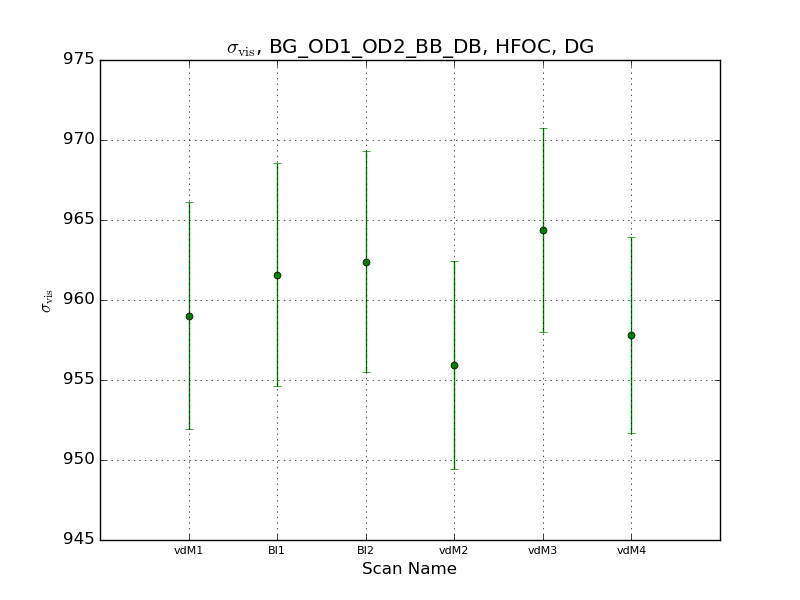 σvis, BG_OD1_OD2_BB_DB, HFOC, DG
975
970
965
960
955
950
945
σvis
vdM1 BI1 BI2 vdM2 vdM3 vdM4
Scan Name